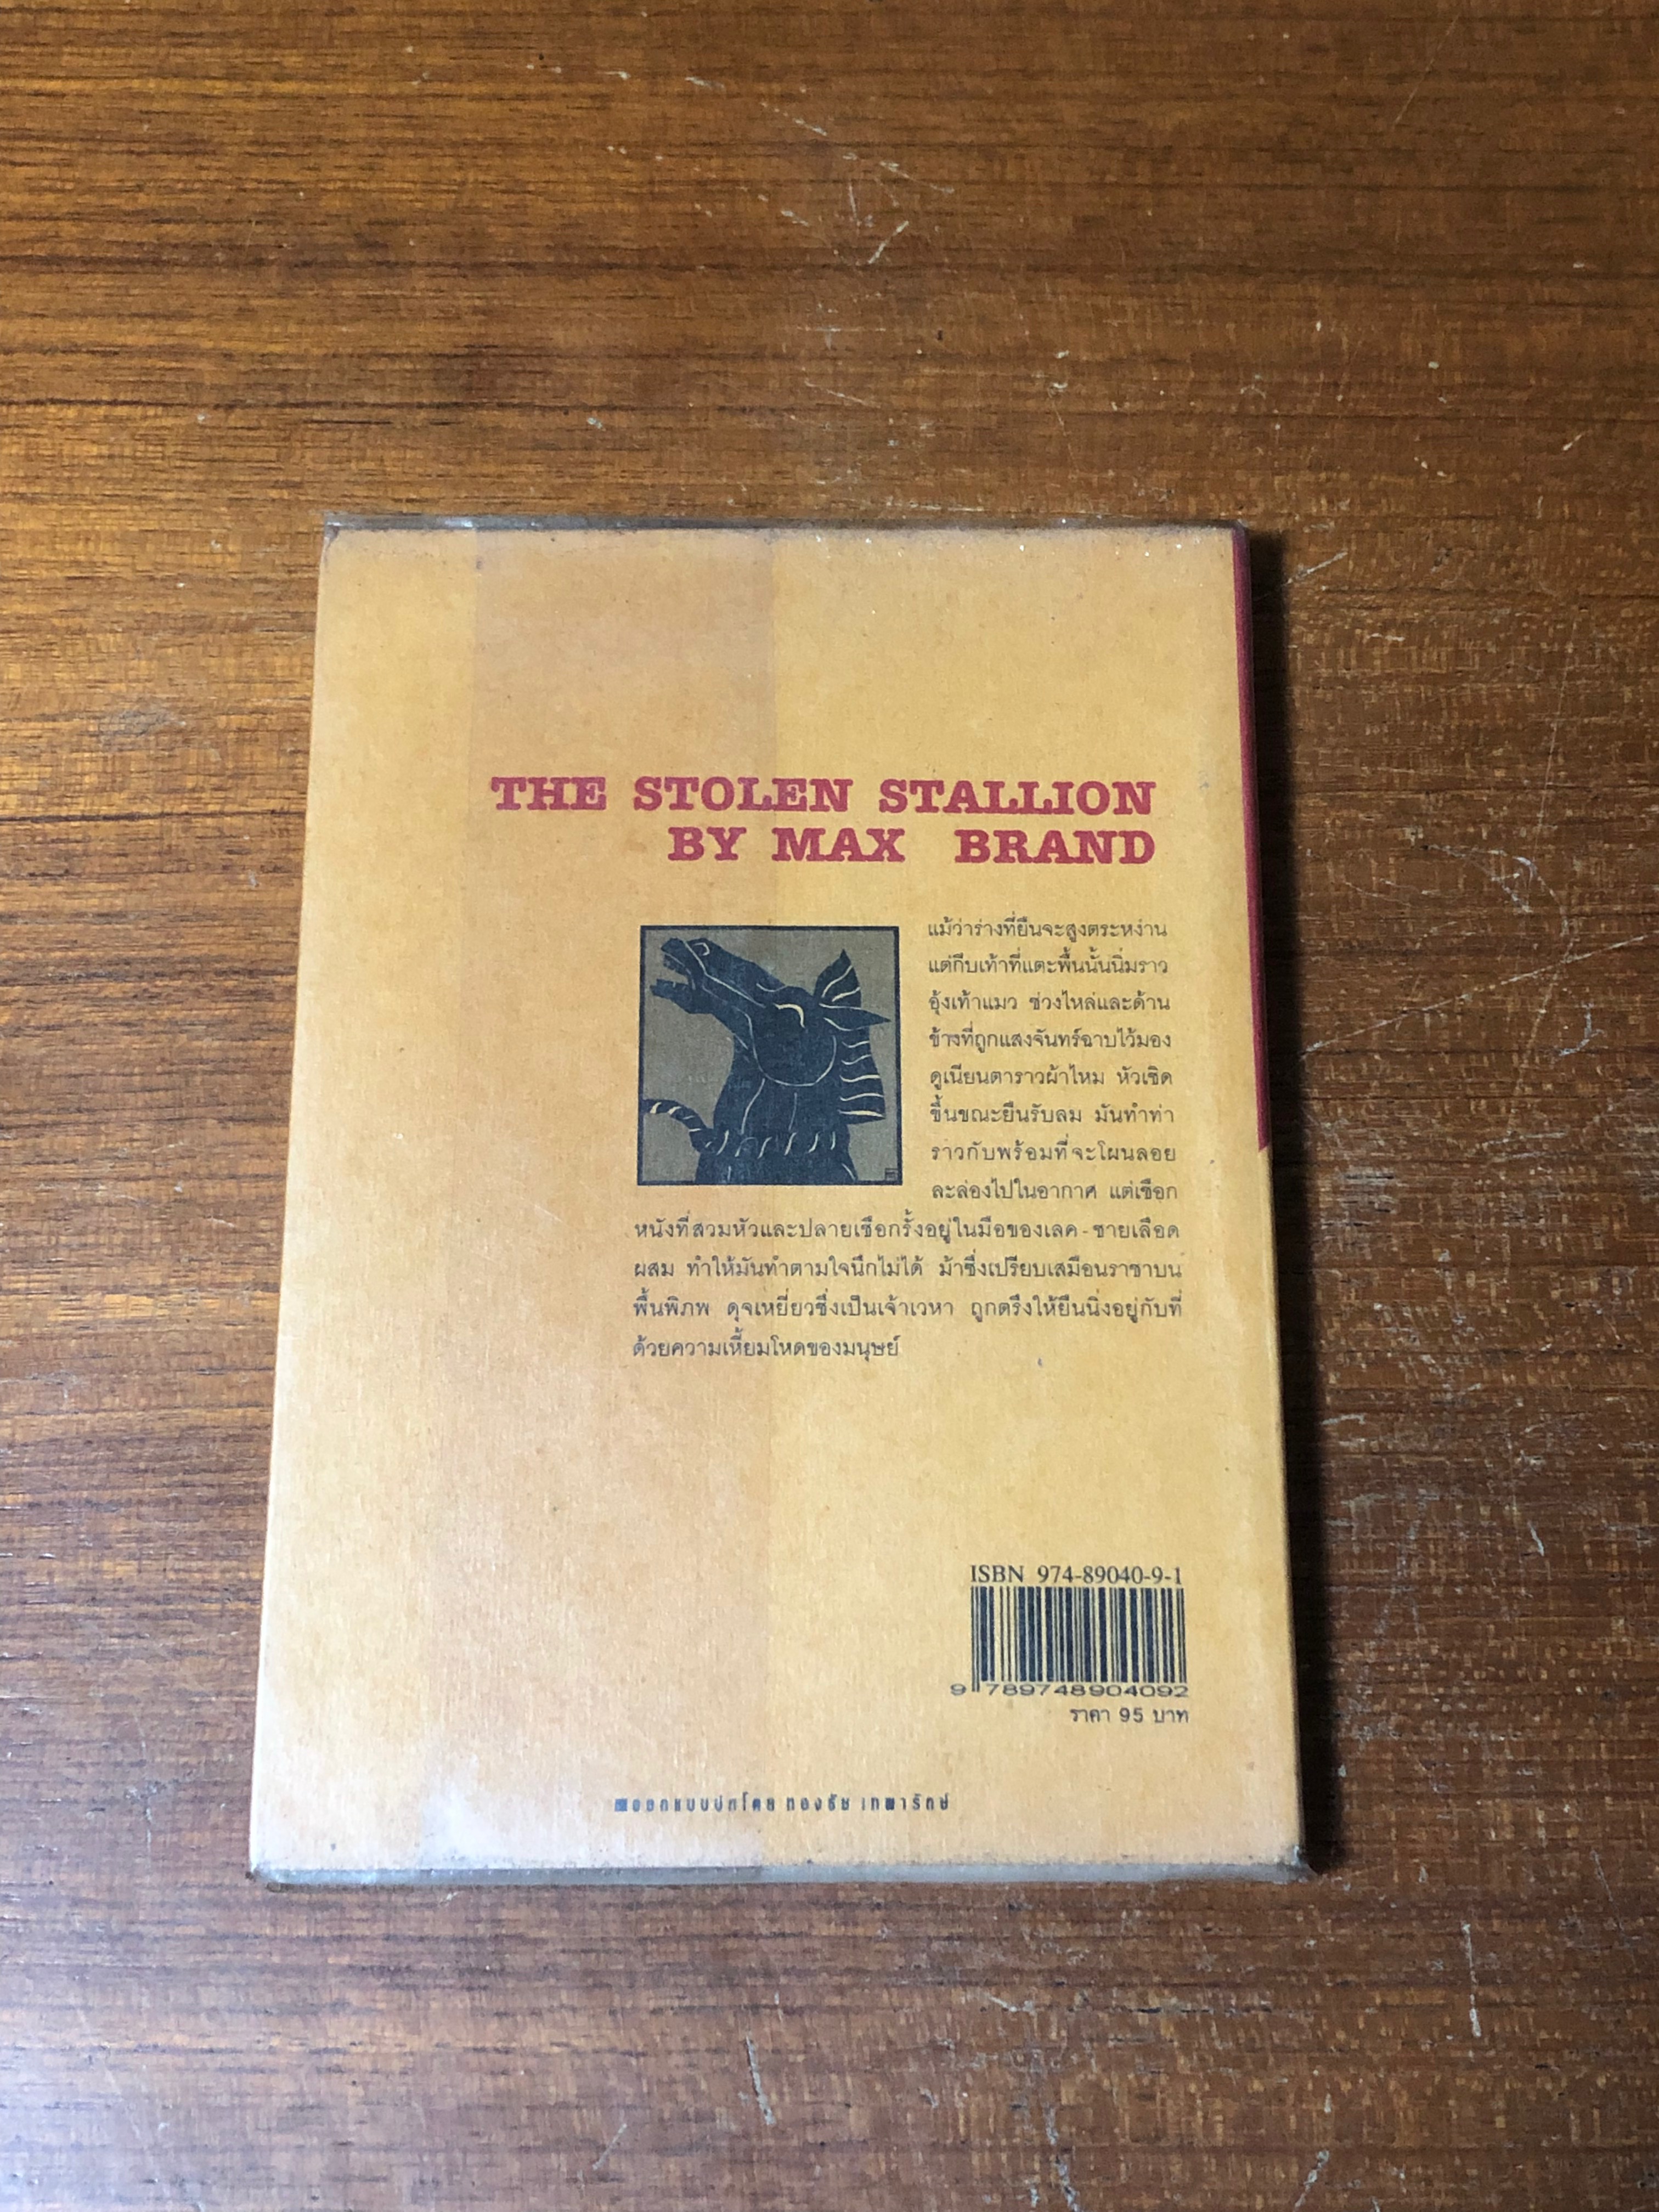 THE STOLEN STALLION
BY MAX BRAND
แม้ว่าร่างที่ยืนจะสูงตระหง่าน
แต่กีบเท้าที่แตะพื้นนั้นนิ่มราว
อุ้งเท้าแมว ช่วงไหล่และด้าน
ข้างที่ถูกแสงจันทร์ฉาบไว้มอง
ดูเนียนตาราวผ้าไหม หัวเชิด
ขึ้นขณะยืนรับลม มันทำท่า
ราวกับพร้อมที่จะโผนลอย
ละล่องไปในอากาศ แต่เชือก
หนังที่สวมหัวและปลายเชือกรั้งอยู่ในมือของเลค - ชายเลือด
ผสม ทำให้มันทำตามใจนึกไม่ได้ ม้าซึ่งเปรียบเสมือนราชาบน
พื้นพิภพ ดุจเหยี่ยวซึ่งเป็นเจ้าเวหา ถูกตรึงให้ยืนนิ่งอยู่กับที่
ด้วยความเหี้ยมโหดของมนุษย์
ISBN 974-89040-9-1
9 789748904092
ราคา 95 บาท
ออกแบบปกโดย ทองธัช เทพารักษ์